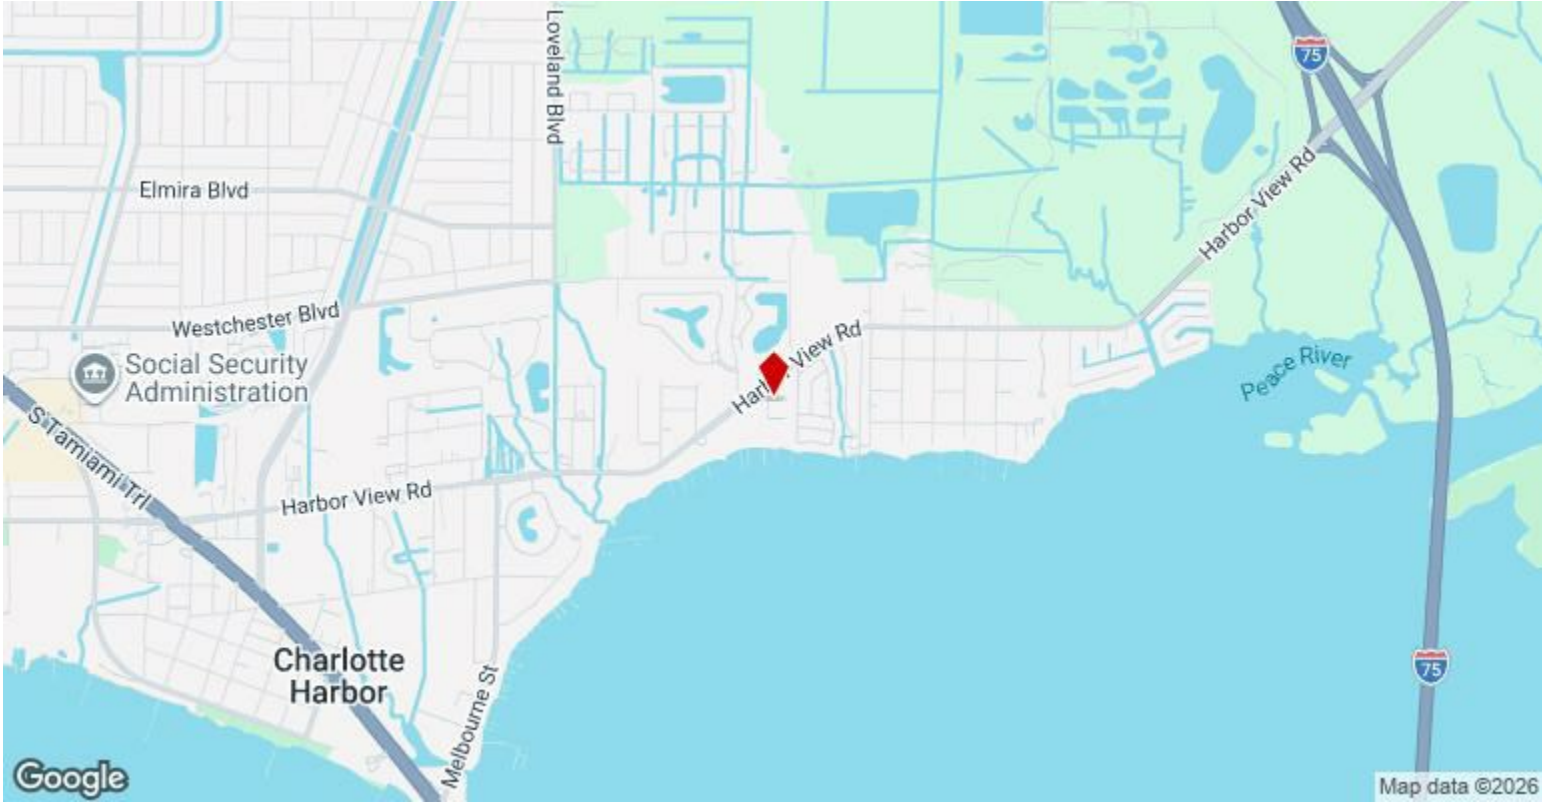 Loveland Blvd
75
Elmira Blvd
Harbor View Rd
Westchester Blvd
Harbor View Rd
Peace River
Social Security
Administration
S Tamiami Trl
Harbor View Rd
Charlotte
Harbor
75
Melbourne St
Google
Map data ©2026